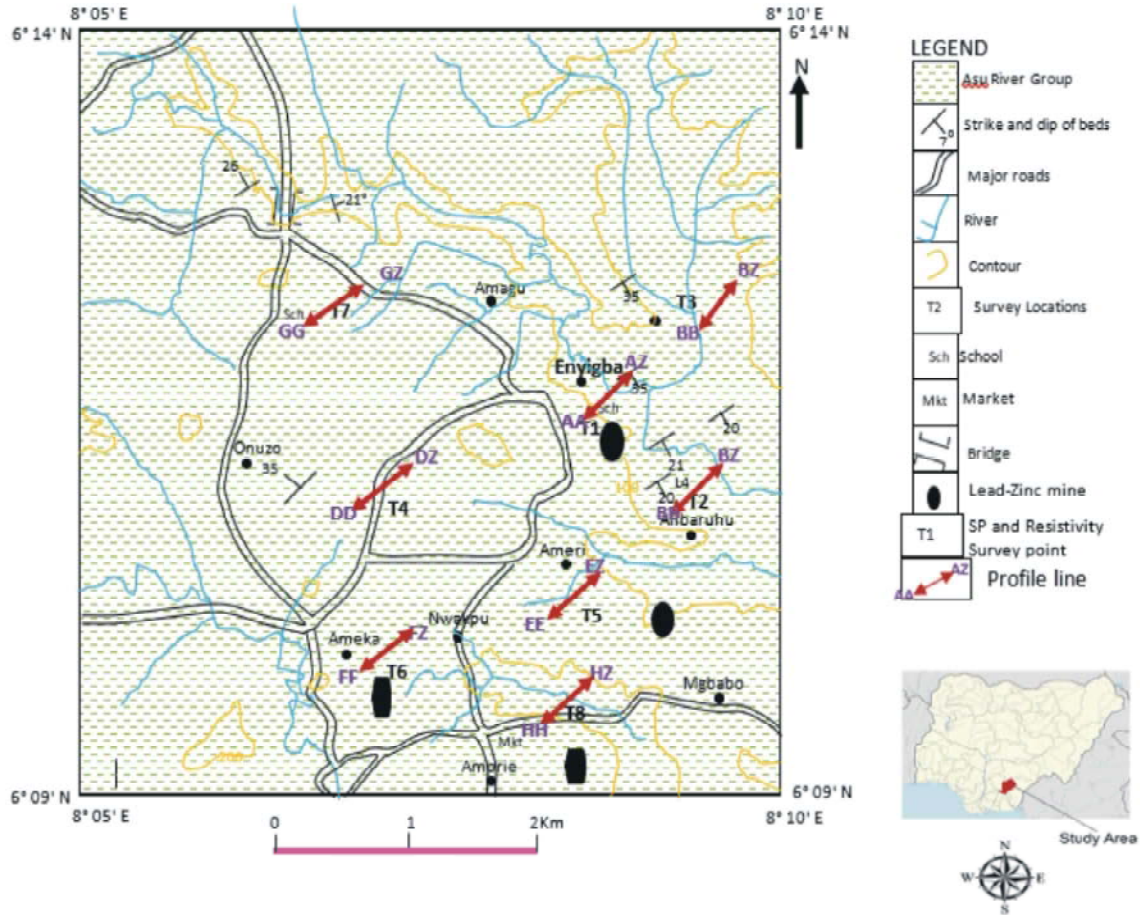 8° 05' E
8° 10' E
6° 14' N
6° 14' N
N
26
21°
GZ
BZ
Amagu
35
T3
Sch
T7
GG
BB
Enyigba
AZ
35
Sch
AA
T1
20
Onuzo
35
DZ
21
BZ
L4
20
DD
T4
T2
Ameri
EZ
EE
T5
Ameka
FZ
FF
T6
HZ
Mgbabo
HH
T8
Mkt
Amorie
6° 09' N
6° 09' N
8° 05' E
8° 10' E
0
1
2Km
LEGEND
Asu River Group
Strike and dip of beds
7°
Major roads
River
Contour
T2
Survey Locations
Sch
School
Mkt
Market
Bridge
Lead-Zinc mine
T1
SP and Resistivity
Survey point
AA
AZ
Profile line
Study Area
N
W
E
S